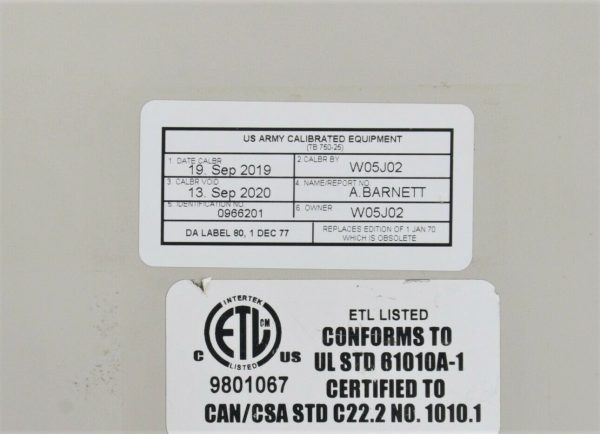 US ARMY CALIBRATED EQUIPMENT
(TB 750-25)
1. DATE CALBR
19. Sep 2019
2. CALBR BY
W05J02
3. CALBR VOID
13. Sep 2020
4. NAME/REPORT NO.
A.BARNETT
5. IDENTIFICATION NO
0966201
6. OWNER
W05J02
DA LABEL 80, 1 DEC 77
REPLACES EDITION OF 1 JAN 70
WHICH IS OBSOLETE
INTERTEK
ETL CM
LISTED
C US
9801067
ETL LISTED
CONFORMS TO
UL STD 61010A-1
CERTIFIED TO
CAN/CSA STD C22.2 NO. 1010.1